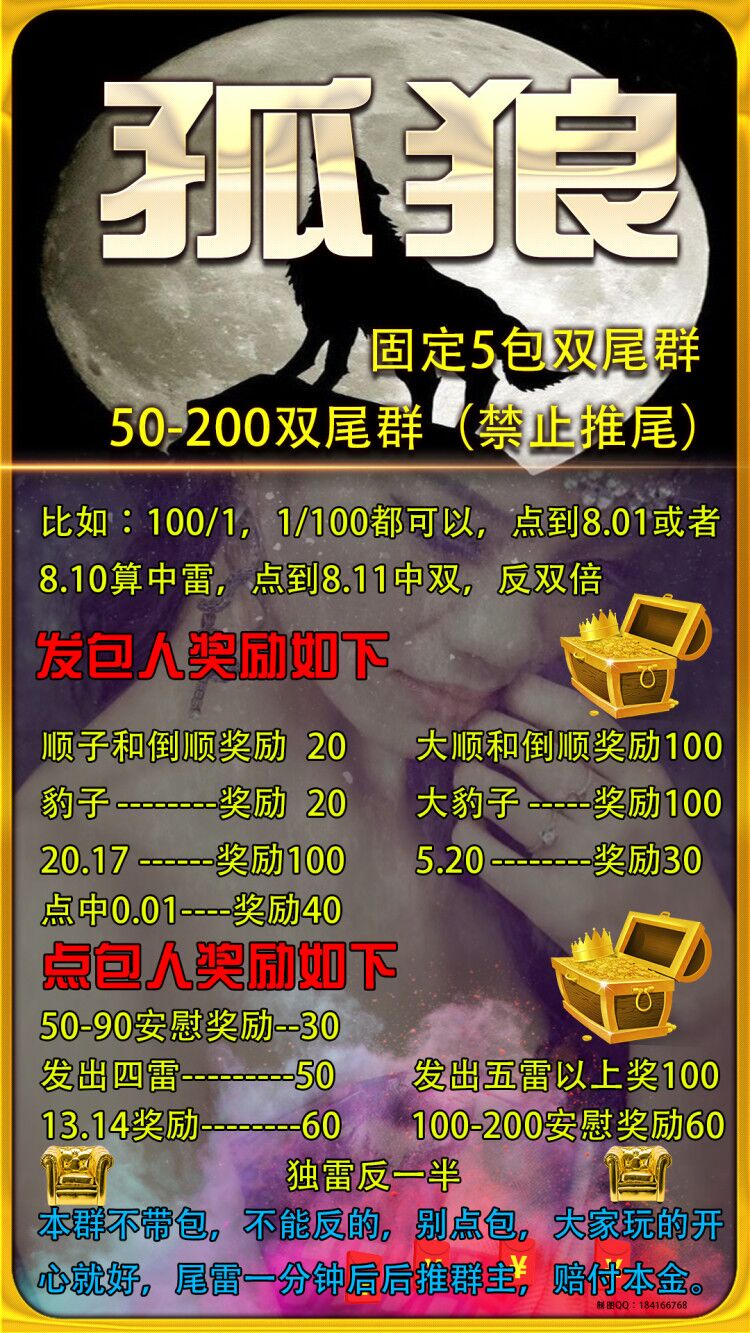 孤狼
固定5包双尾群
50-200双尾群（禁止推尾）
比如：100/1，1/100都可以，点到8.01或者
8.10算中雷，点到8.11中双，反双倍
发包人奖励如下
顺子和倒顺奖励 20 大顺和倒顺奖励100
豹子--------奖励 20 大豹子-----奖励100
20.17------奖励100 5.20--------奖励30
点中0.01----奖励40
点包人奖励如下
50-90安慰奖励--30
发出四雷---------50 发出五雷以上奖100
13.14奖励--------60 100-200安慰奖励60
独雷反一半
本群不带包，不能反的，别点包，大家玩的开
心就好，尾雷一分钟后后推群主，赔付本金。
制图QQ：184166768